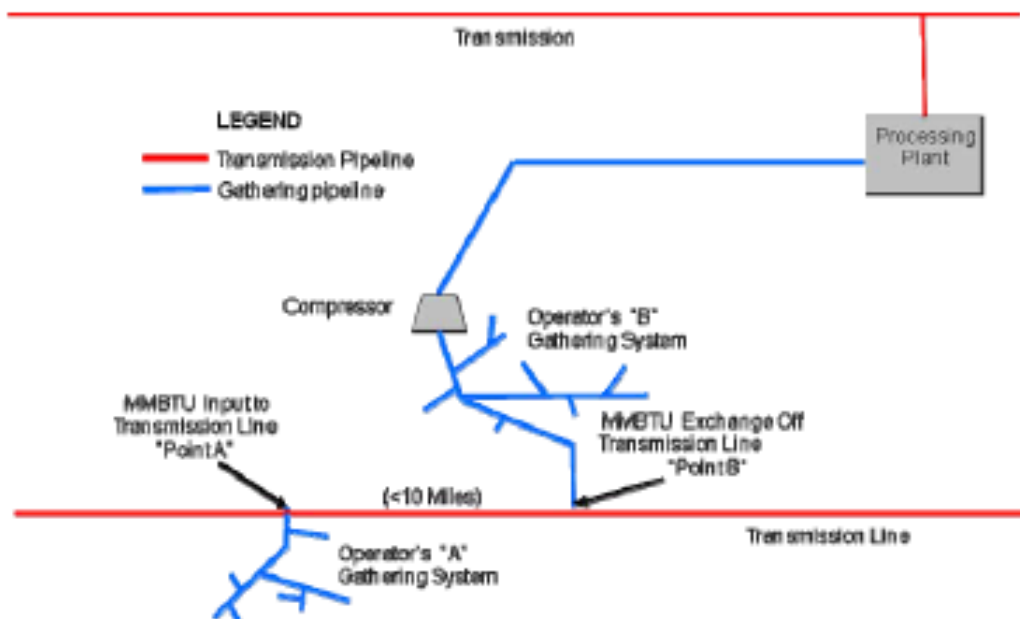 Transmission
LEGEND
Transmission Pipeline
Gathering pipeline
Processing
Plant
Compressor
Operator's "B"
Gathering System
MMBTU Input to
Transmission Line
"Point A"
MMBTU Exchange Off
Transmission Line
"Point B"
(<10 Miles)
Transmission Line
Operator's "A"
Gathering System